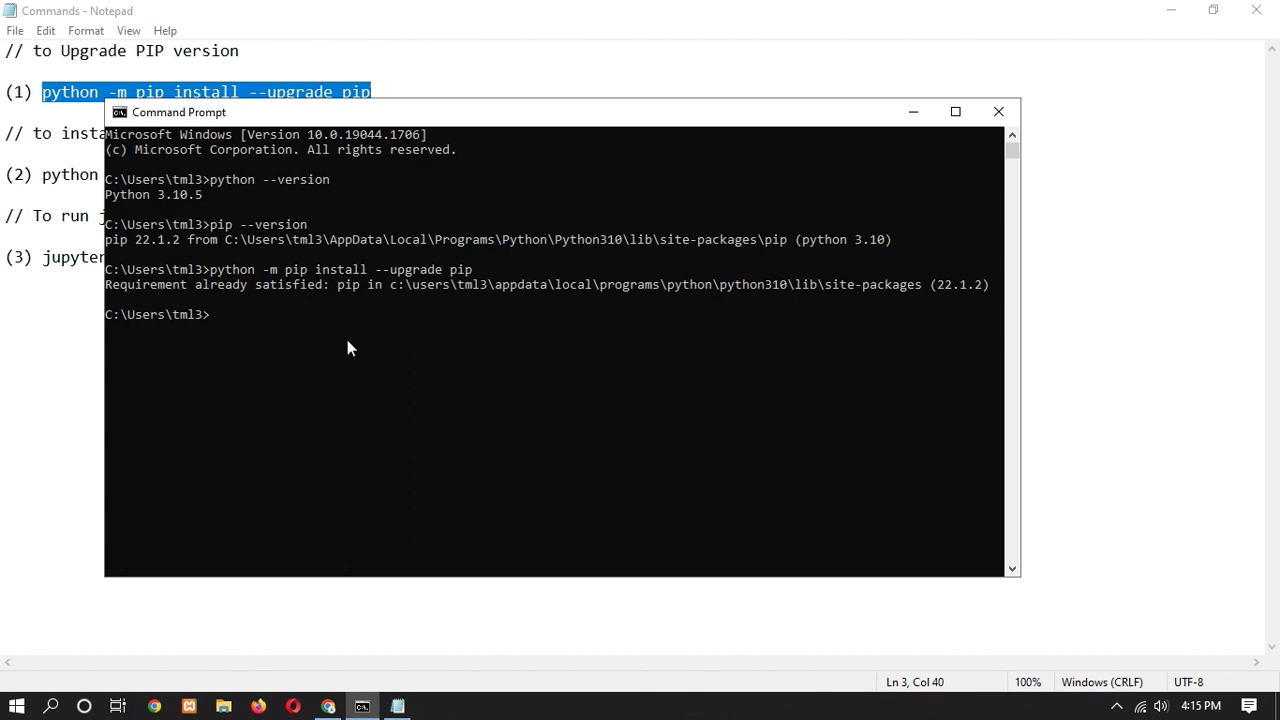 Commands - Notepad
File Edit Format View Help
// to Upgrade PIP version
(1) python -m pip install --upgrade pip
// to insta
(2) python
// To run j
(3) jupyter
Command Prompt
Microsoft Windows [Version 10.0.19044.1706]
(c) Microsoft Corporation. All rights reserved.
C:\Users\tml3>python --version
Python 3.10.5
C:\Users\tml3>pip --version
pip 22.1.2 from C:\Users\tml3\AppData\Local\Programs\Python\Python310\lib\site-packages\pip (python 3.10)
C:\Users\tml3>python -m pip install --upgrade pip
Requirement already satisfied: pip in c:\users\tml3\appdata\local\programs\python\python310\lib\site-packages (22.1.2)
C:\Users\tml3>
Ln 3, Col 40 100% Windows (CRLF) UTF-8
4:15 PM